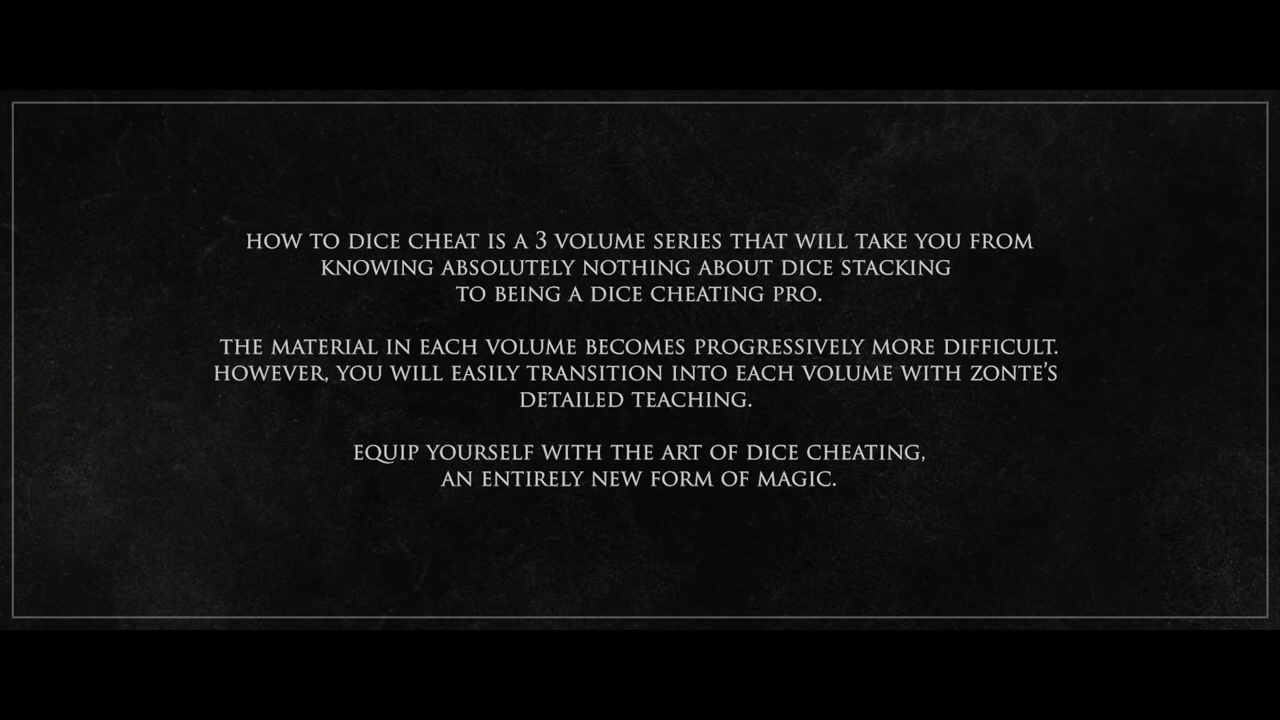 HOW TO DICE CHEAT IS A 3 VOLUME SERIES THAT WILL TAKE YOU FROM
KNOWING ABSOLUTELY NOTHING ABOUT DICE STACKING
TO BEING A DICE CHEATING PRO.
THE MATERIAL IN EACH VOLUME BECOMES PROGRESSIVELY MORE DIFFICULT.
HOWEVER, YOU WILL EASILY TRANSITION INTO EACH VOLUME WITH ZONTE'S
DETAILED TEACHING.
EQUIP YOURSELF WITH THE ART OF DICE CHEATING,
AN ENTIRELY NEW FORM OF MAGIC.